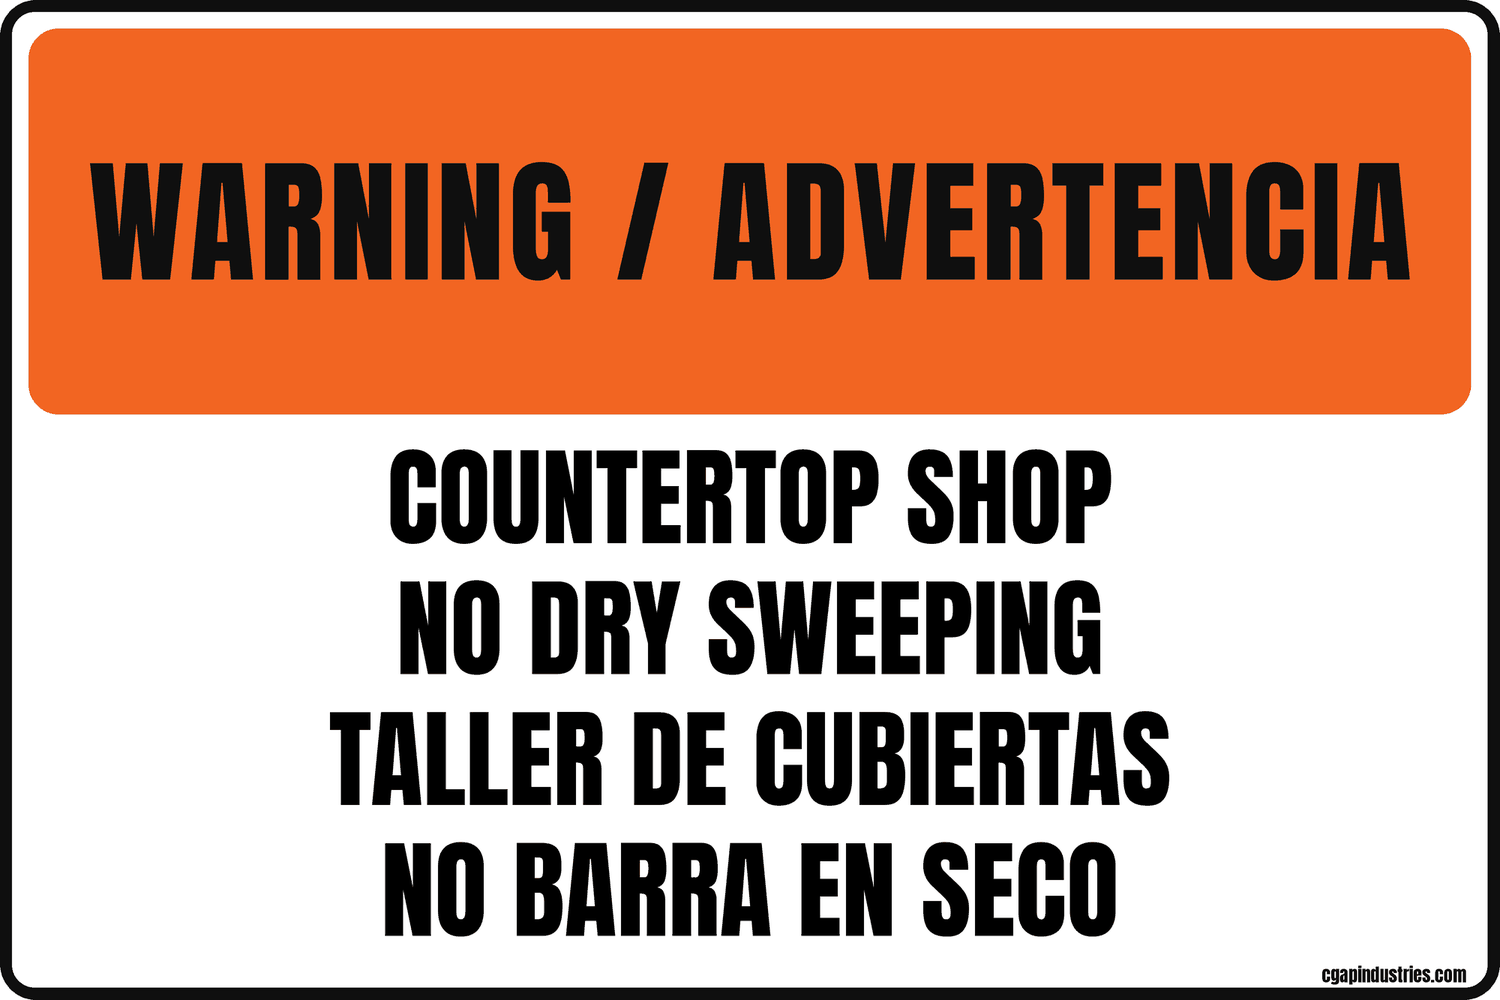 WARNING / ADVERTENCIA
COUNTERTOP SHOP
NO DRY SWEEPING
TALLER DE CUBIERTAS
NO BARRA EN SECO
cgapindustries.com